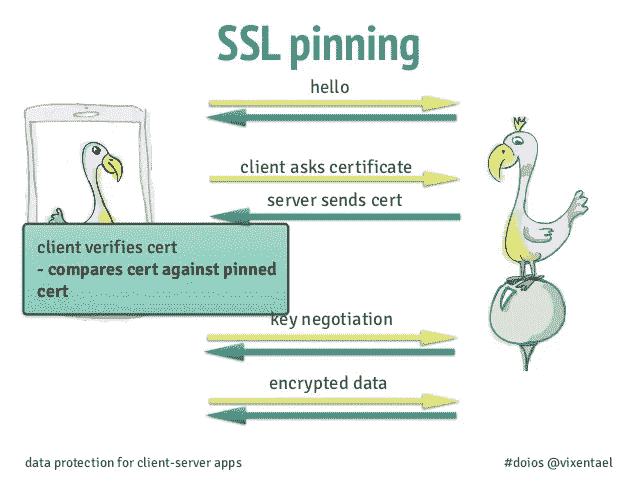 SSL pinning
hello
client asks certificate
server sends cert
client verifies cert
- compares cert against pinned
cert
key negotiation
encrypted data
data protection for client-server apps
#doios @vixentael